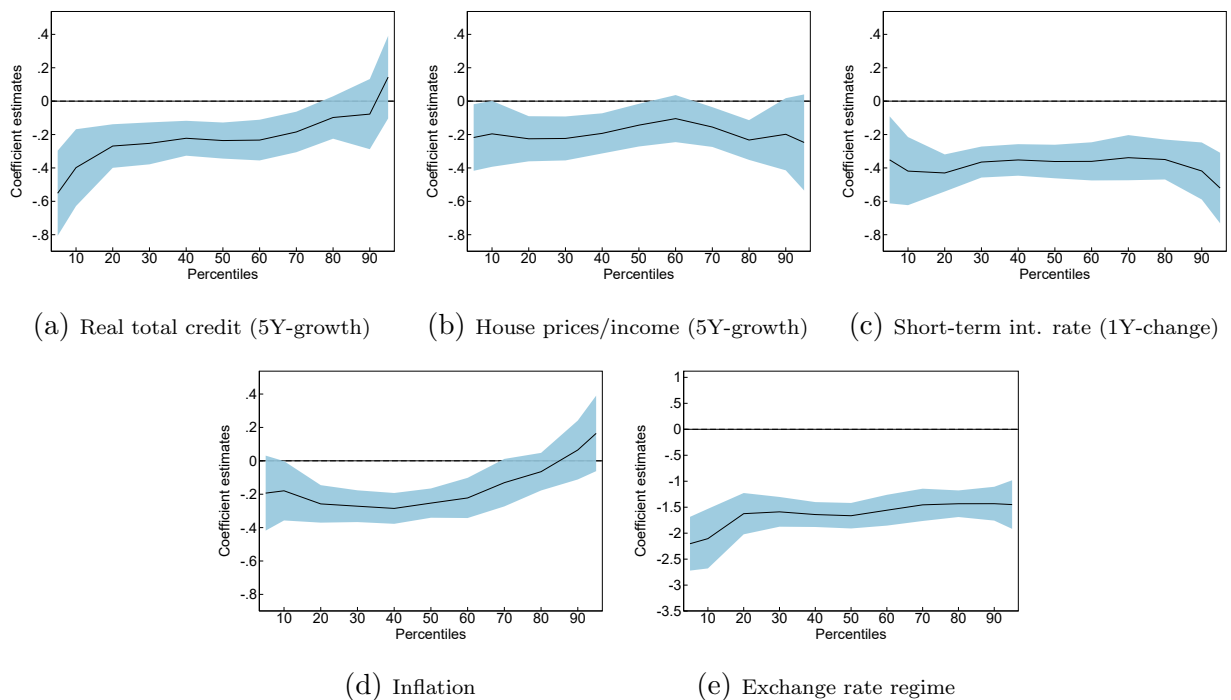 .4
.2
0
-.2
-.4
-.6
-.8
Coefficient estimates
10 20 30 40 50 60 70 80 90
Percentiles
(a) Real total credit (5Y-growth)
.4
.2
0
-.2
-.4
-.6
-.8
Coefficient estimates
10 20 30 40 50 60 70 80 90
Percentiles
(b) House prices/income (5Y-growth)
.4
.2
0
-.2
-.4
-.6
-.8
Coefficient estimates
10 20 30 40 50 60 70 80 90
Percentiles
(c) Short-term int. rate (1Y-change)
.4
.2
0
-.2
-.4
-.6
-.8
Coefficient estimates
10 20 30 40 50 60 70 80 90
Percentiles
(d) Inflation
1
.5
0
-.5
-1
-1.5
-2
-2.5
-3
-3.5
Coefficient estimates
10 20 30 40 50 60 70 80 90
Percentiles
(e) Exchange rate regime